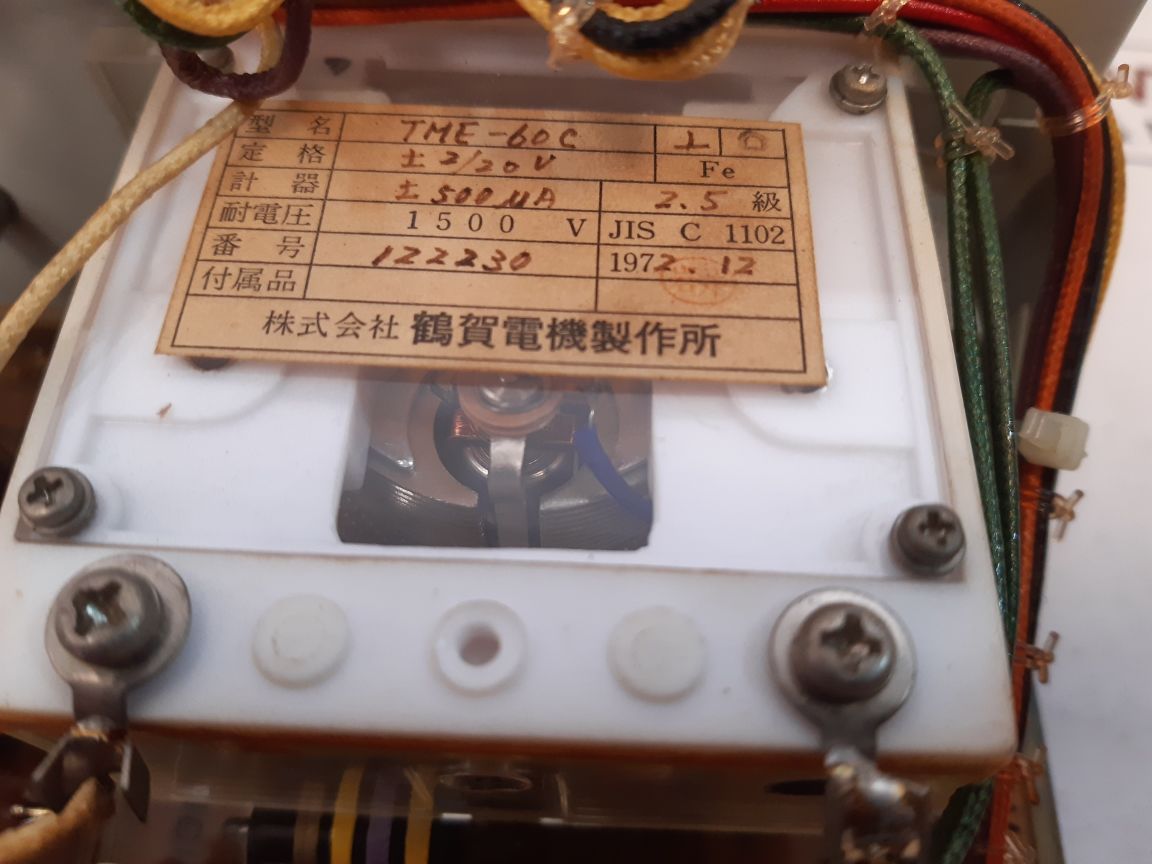 型 名 TME-60C ⊥
定 格 ± 2/20V Fe
計 器 ± 500μA 2.5 級
耐電圧 1500 V JIS C 1102
番 号 122230 1972.12
付属品
株式会社 鶴賀電機製作所